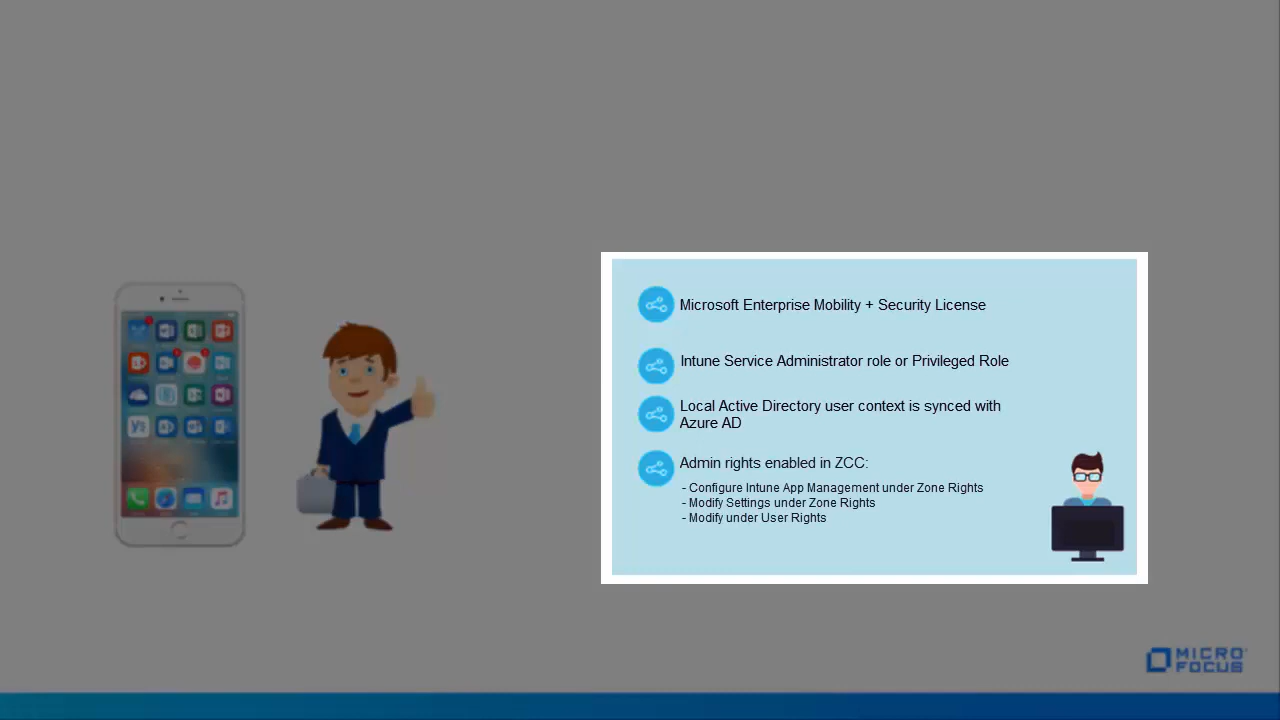 Microsoft Enterprise Mobility + Security License
Intune Service Administrator role or Privileged Role
Local Active Directory user context is synced with
Azure AD
Admin rights enabled in ZCC:
- Configure Intune App Management under Zone Rights
- Modify Settings under Zone Rights
- Modify under User Rights
MICRO
FOCUS